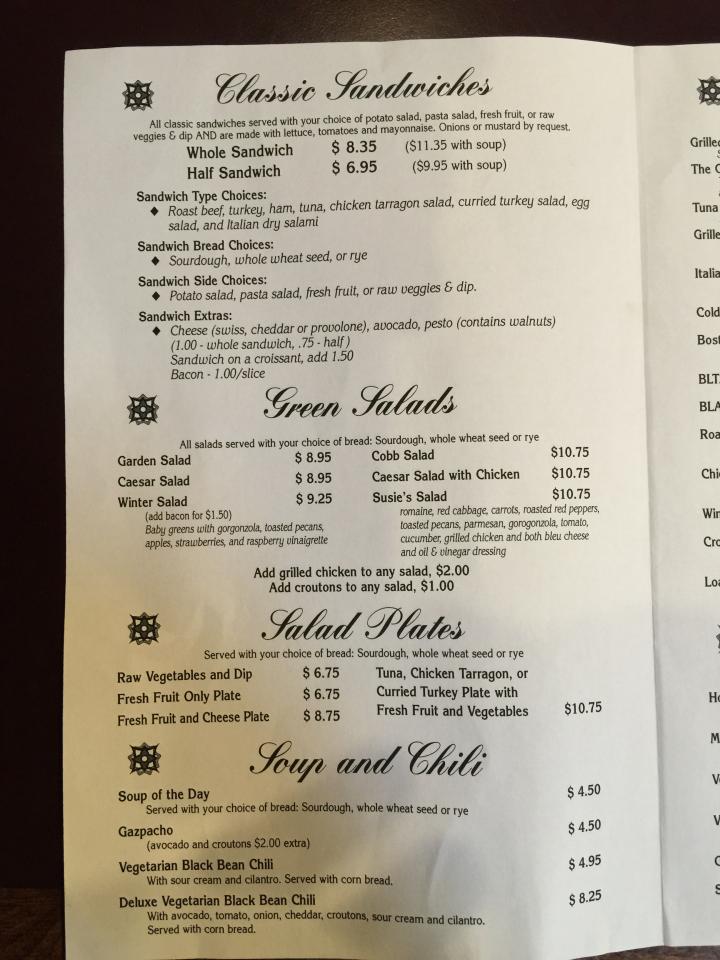 Classic Sandwiches
All classic sandwiches served with your choice of potato salad, pasta salad, fresh fruit, or raw
veggies & dip AND are made with lettuce, tomatoes and mayonnaise. Onions or mustard by request.
Whole Sandwich $ 8.35 ($11.35 with soup)
Half Sandwich $ 6.95 ($9.95 with soup)
Sandwich Type Choices:
♦ Roast beef, turkey, ham, tuna, chicken tarragon salad, curried turkey salad, egg
salad, and Italian dry salami
Sandwich Bread Choices:
♦ Sourdough, whole wheat seed, or rye
Sandwich Side Choices:
♦ Potato salad, pasta salad, fresh fruit, or raw veggies & dip.
Sandwich Extras:
♦ Cheese (swiss, cheddar or provolone), avocado, pesto (contains walnuts)
(1.00 - whole sandwich, .75 - half )
Sandwich on a croissant, add 1.50
Bacon - 1.00/slice
Green Salads
All salads served with your choice of bread: Sourdough, whole wheat seed or rye
Garden Salad $ 8.95
Caesar Salad $ 8.95
Winter Salad $ 9.25
(add bacon for $1.50)
Baby greens with gorgonzola, toasted pecans,
apples, strawberries, and raspberry vinaigrette
Cobb Salad $10.75
Caesar Salad with Chicken $10.75
Susie's Salad $10.75
romaine, red cabbage, carrots, roasted red peppers,
toasted pecans, parmesan, gorogonzola, tomato,
cucumber, grilled chicken and both bleu cheese
and oil & vinegar dressing
Add grilled chicken to any salad, $2.00
Add croutons to any salad, $1.00
Salad Plates
Served with your choice of bread: Sourdough, whole wheat seed or rye
Raw Vegetables and Dip $ 6.75
Fresh Fruit Only Plate $ 6.75
Fresh Fruit and Cheese Plate $ 8.75
Tuna, Chicken Tarragon, or
Curried Turkey Plate with
Fresh Fruit and Vegetables $10.75
Soup and Chili
Soup of the Day $ 4.50
Served with your choice of bread: Sourdough, whole wheat seed or rye
Gazpacho $ 4.50
(avocado and croutons $2.00 extra)
Vegetarian Black Bean Chili $ 4.95
With sour cream and cilantro. Served with corn bread.
Deluxe Vegetarian Black Bean Chili $ 8.25
With avocado, tomato, onion, cheddar, croutons, sour cream and cilantro.
Served with corn bread.
The
Tuna
Cold
BLT